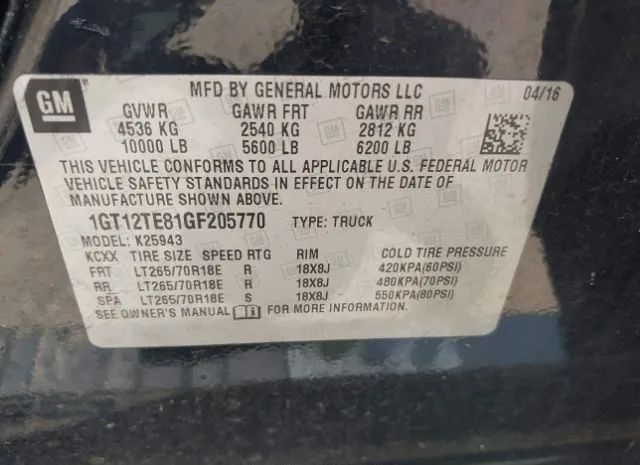 GM
MFD BY GENERAL MOTORS LLC 04/16
GVWR GAWR FRT GAWR RR
4536 KG 2540 KG 2812 KG
10000 LB 5600 LB 6200 LB
THIS VEHICLE CONFORMS TO ALL APPLICABLE U.S. FEDERAL MOTOR
VEHICLE SAFETY STANDARDS IN EFFECT ON THE DATE OF
MANUFACTURE SHOWN ABOVE.
1GT12TE81GF205770 TYPE: TRUCK
MODEL: K25943
KCXX TIRE SIZE SPEED RTG RIM COLD TIRE PRESSURE
FRT LT265/70R18E R 18X8J 420KPA(60PSI)
RR LT265/70R18E R 18X8J 480KPA(70PSI)
SPA LT265/70R18E S 18X8J 550KPA(80PSI)
SEE OWNER'S MANUAL FOR MORE INFORMATION.